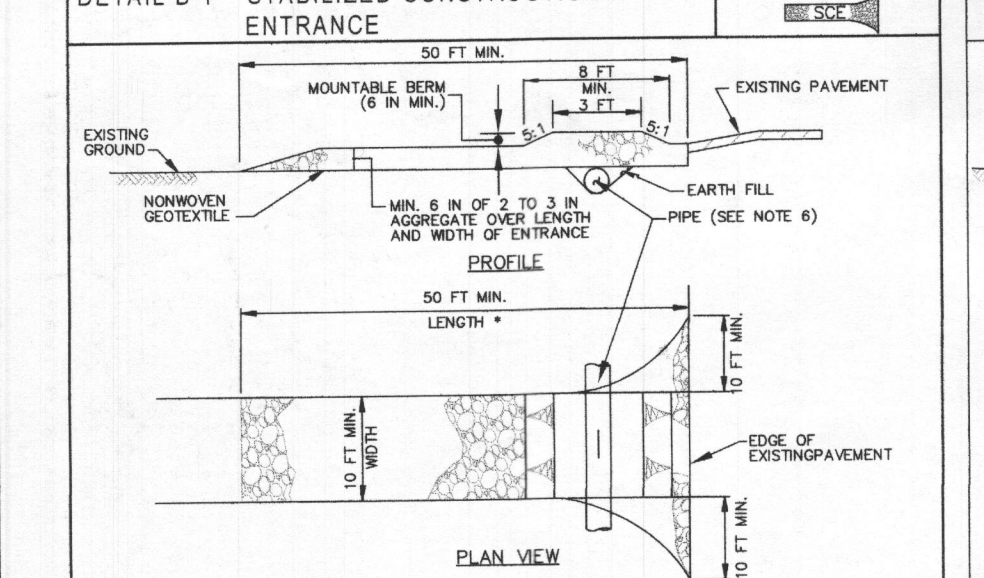 ENTRANCE
SCE
50 FT MIN.
MOUNTABLE BERM
(6 IN MIN.)
8 FT
MIN.
3 FT
EXISTING PAVEMENT
5:1
5:1
EXISTING
GROUND
NONWOVEN
GEOTEXTILE
MIN. 6 IN OF 2 TO 3 IN
AGGREGATE OVER LENGTH
AND WIDTH OF ENTRANCE
EARTH FILL
PIPE (SEE NOTE 6)
PROFILE
50 FT MIN.
LENGTH *
10 FT MIN.
10 FT MIN.
WIDTH
EDGE OF
EXISTINGPAVEMENT
10 FT MIN.
PLAN VIEW